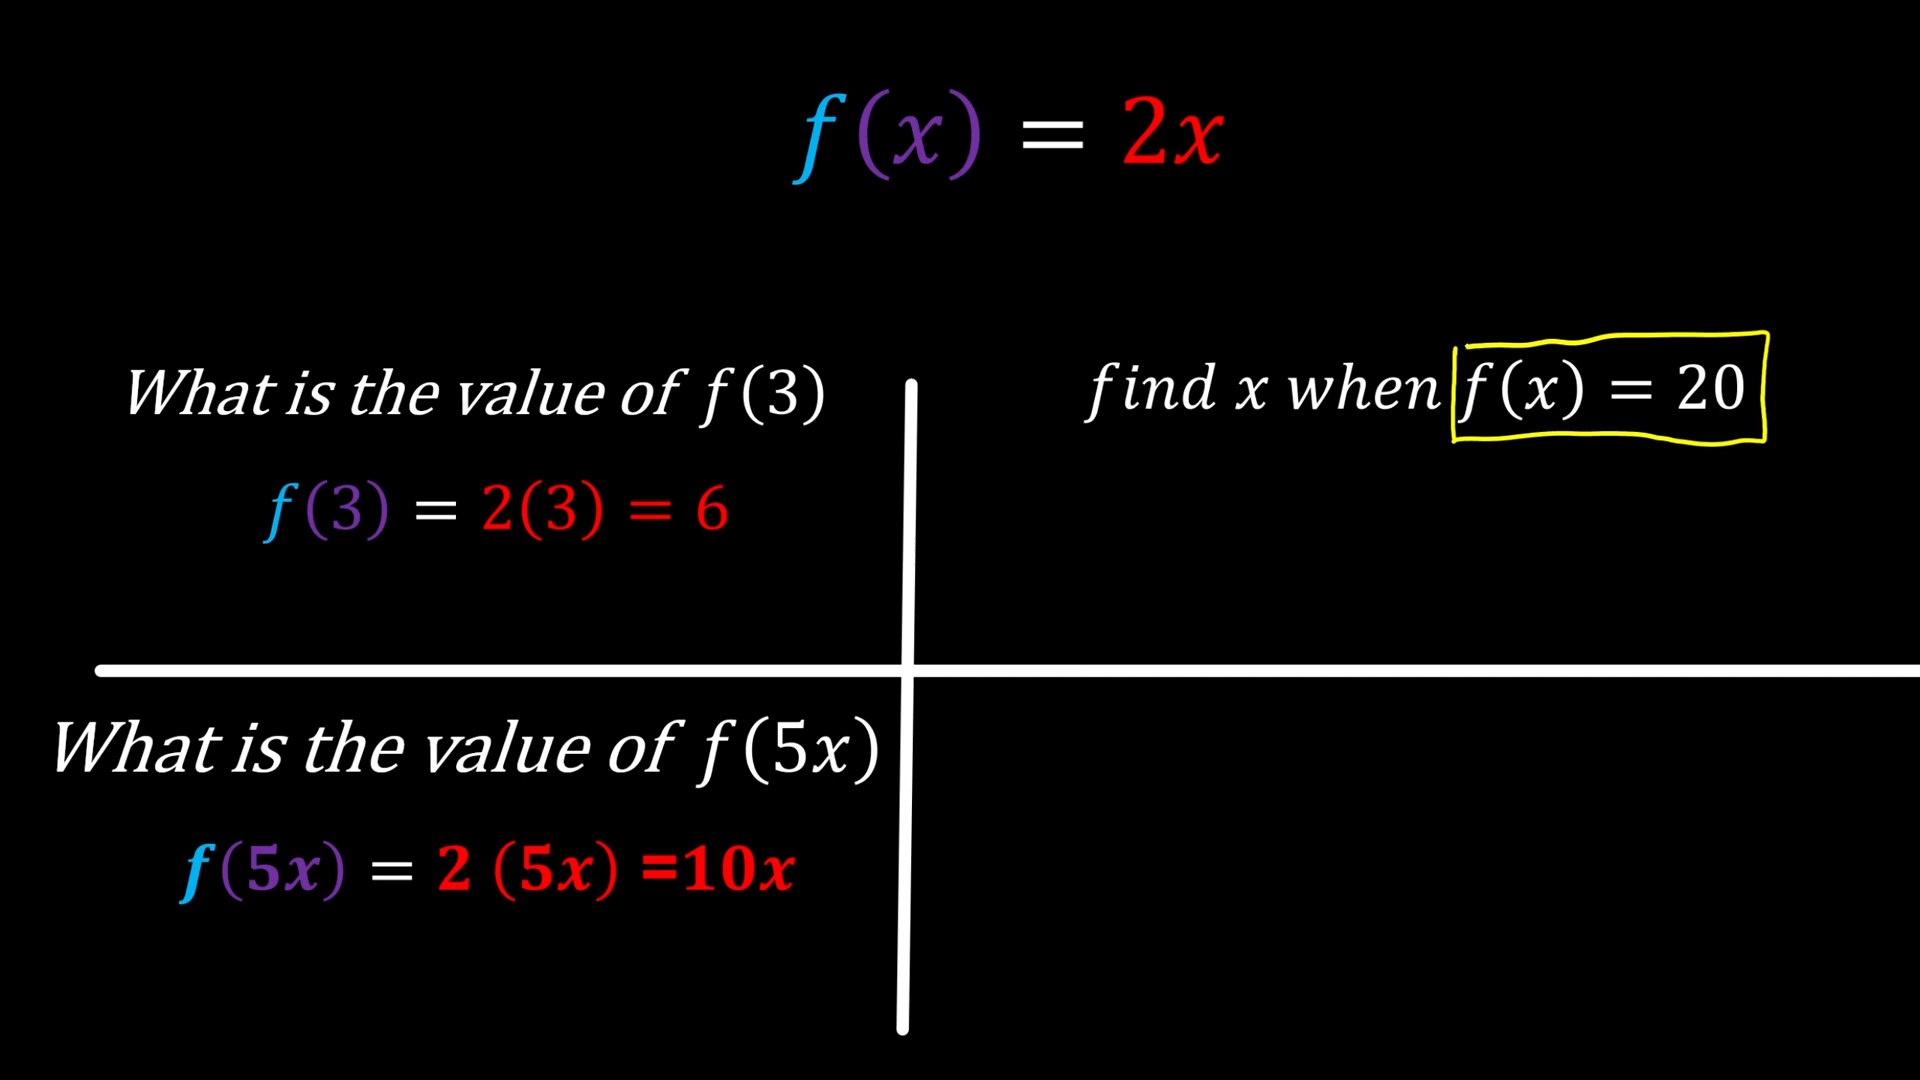 f(x) = 2x
What is the value of f(3)
f(3) = 2(3) = 6
find x when f(x) = 20
What is the value of f(5x)
f(5x) = 2 (5x) =10x